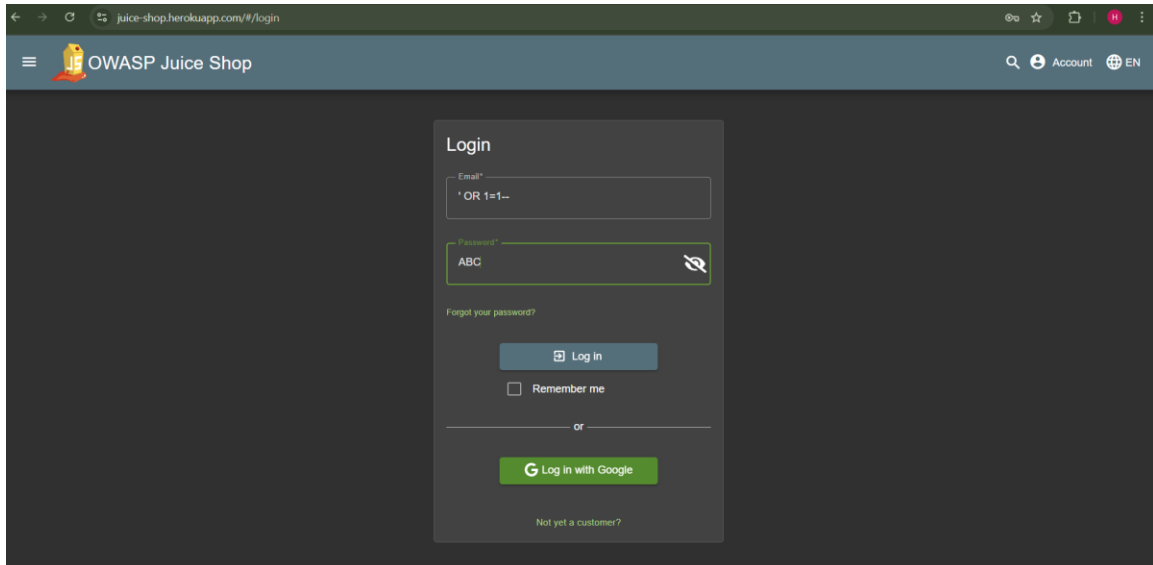 juice-shop.herokuapp.com/#/login
H
OWASP Juice Shop
Account
EN
Login
Email*
' OR 1=1--
Password*
ABC
Forgot your password?
Log in
Remember me
or
G Log in with Google
Not yet a customer?